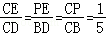 CE/CD = PE/BD = CP/CB = 1/5